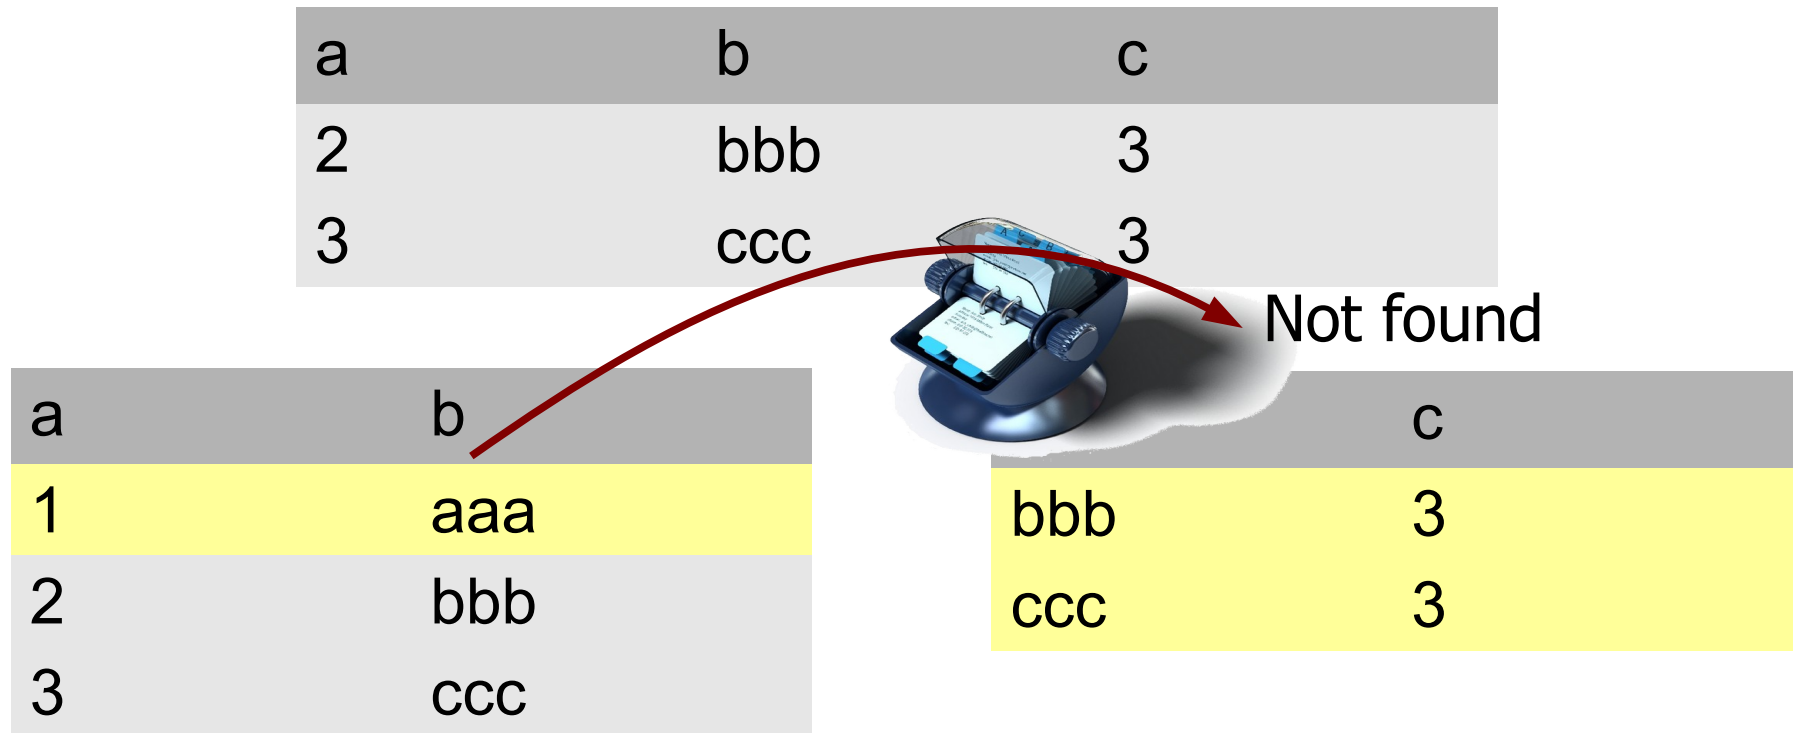 a b c
2 bbb 3
3 ccc 3
Not found
a b
1 aaa
2 bbb
3 ccc
c
bbb 3
ccc 3